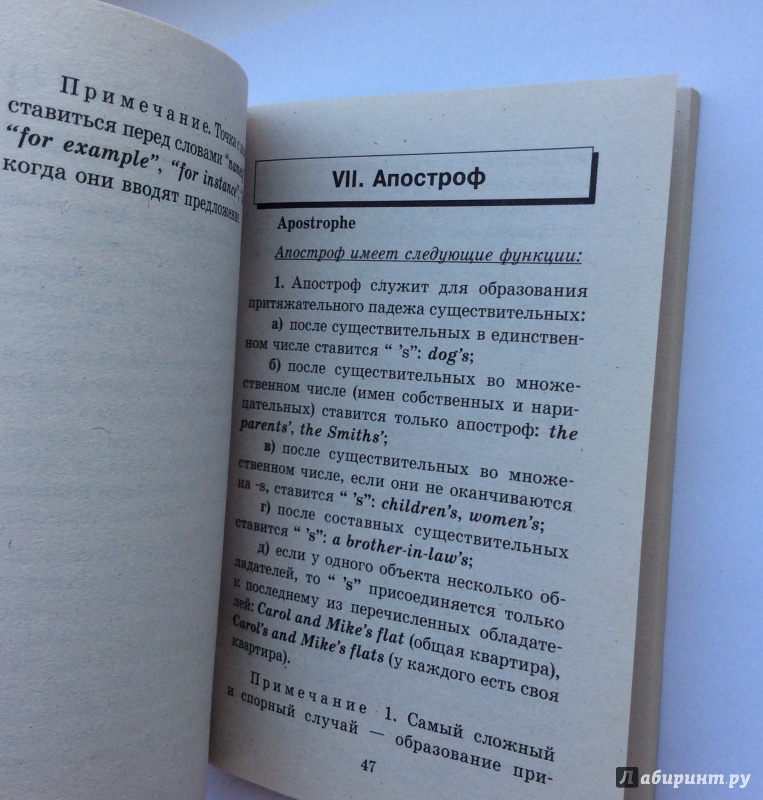 Примечание. Точка с
ставиться перед словами
“for example”, “for instance”,
когда они вводят предложения
VII. Апостроф
Apostrophe
Апостроф имеет следующие функции:
1. Апостроф служит для образования
притяжательного падежа существительных:
а) после существительных в единствен-
ном числе ставится “ 's”: dog's;
б) после существительных во множе-
ственном числе (имен собственных и нари-
цательных) ставится только апостроф: the
parents', the Smiths';
в) после существительных во множе-
ственном числе, если они не оканчиваются
на -s, ставится “ 's”: children's, women's;
г) после составных существительных
ставится “ 's”: a brother-in-law's;
д) если у одного объекта несколько об-
ладателей, то “ 's” присоединяется только
к последнему из перечисленных обладате-
лей: Carol and Mike's flat (общая квартира),
Carol's and Mike's flats (у каждого есть своя
квартира).
Примечание 1. Самый сложный
и спорный случай — образование при-
47
Лабиринт.ру